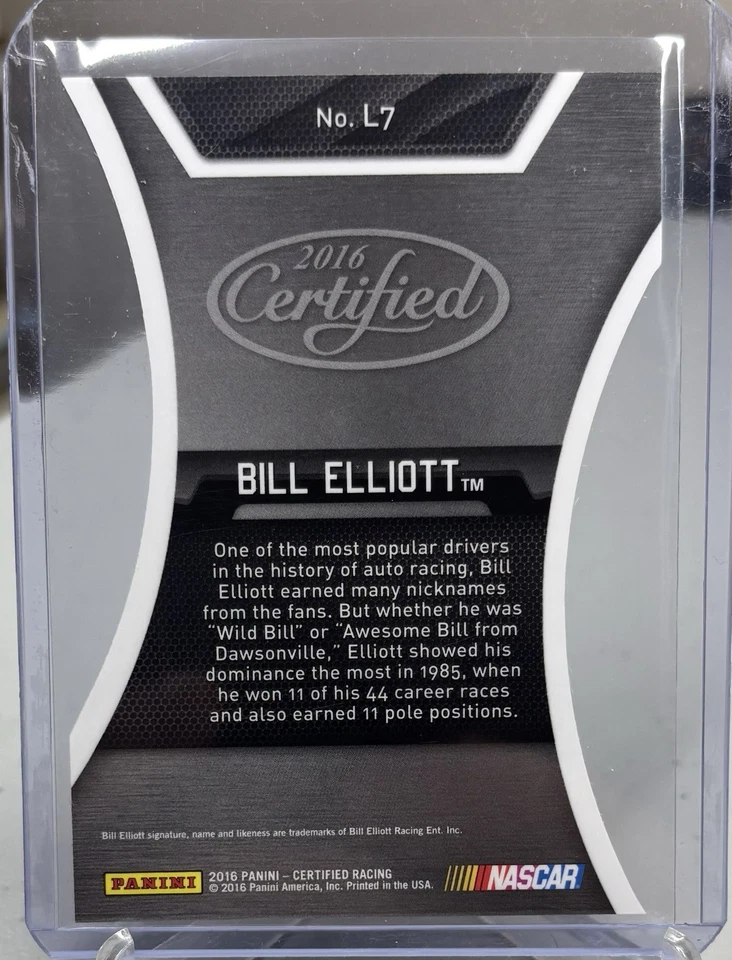 No. L7
2016
Certified
BILL ELLIOTT™
One of the most popular drivers
in the history of auto racing, Bill
Elliott earned many nicknames
from the fans. But whether he was
"Wild Bill" or "Awesome Bill from
Dawsonville," Elliott showed his
dominance the most in 1985, when
he won 11 of his 44 career races
and also earned 11 pole positions.
Bill Elliott signature, name and likeness are trademarks of Bill Elliott Racing Ent. Inc.
PANINI
2016 PANINI – CERTIFIED RACING
© 2016 Panini America, Inc. Printed in the USA.
NASCAR